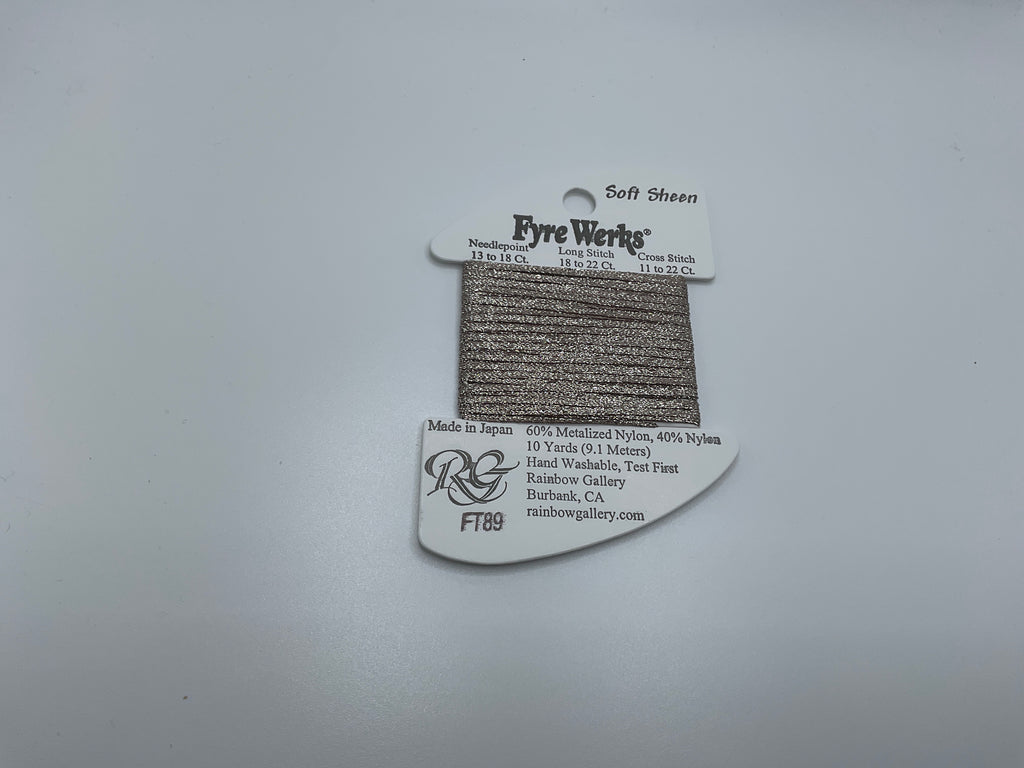 Soft Sheen
Fyre Werks®
Needlepoint
13 to 18 Ct.
Long Stitch
18 to 22 Ct.
Cross Stitch
11 to 22 Ct.
Made in Japan
RG
FT89
60% Metalized Nylon, 40% Nylon
10 Yards (9.1 Meters)
Hand Washable, Test First
Rainbow Gallery
Burbank, CA
rainbowgallery.com